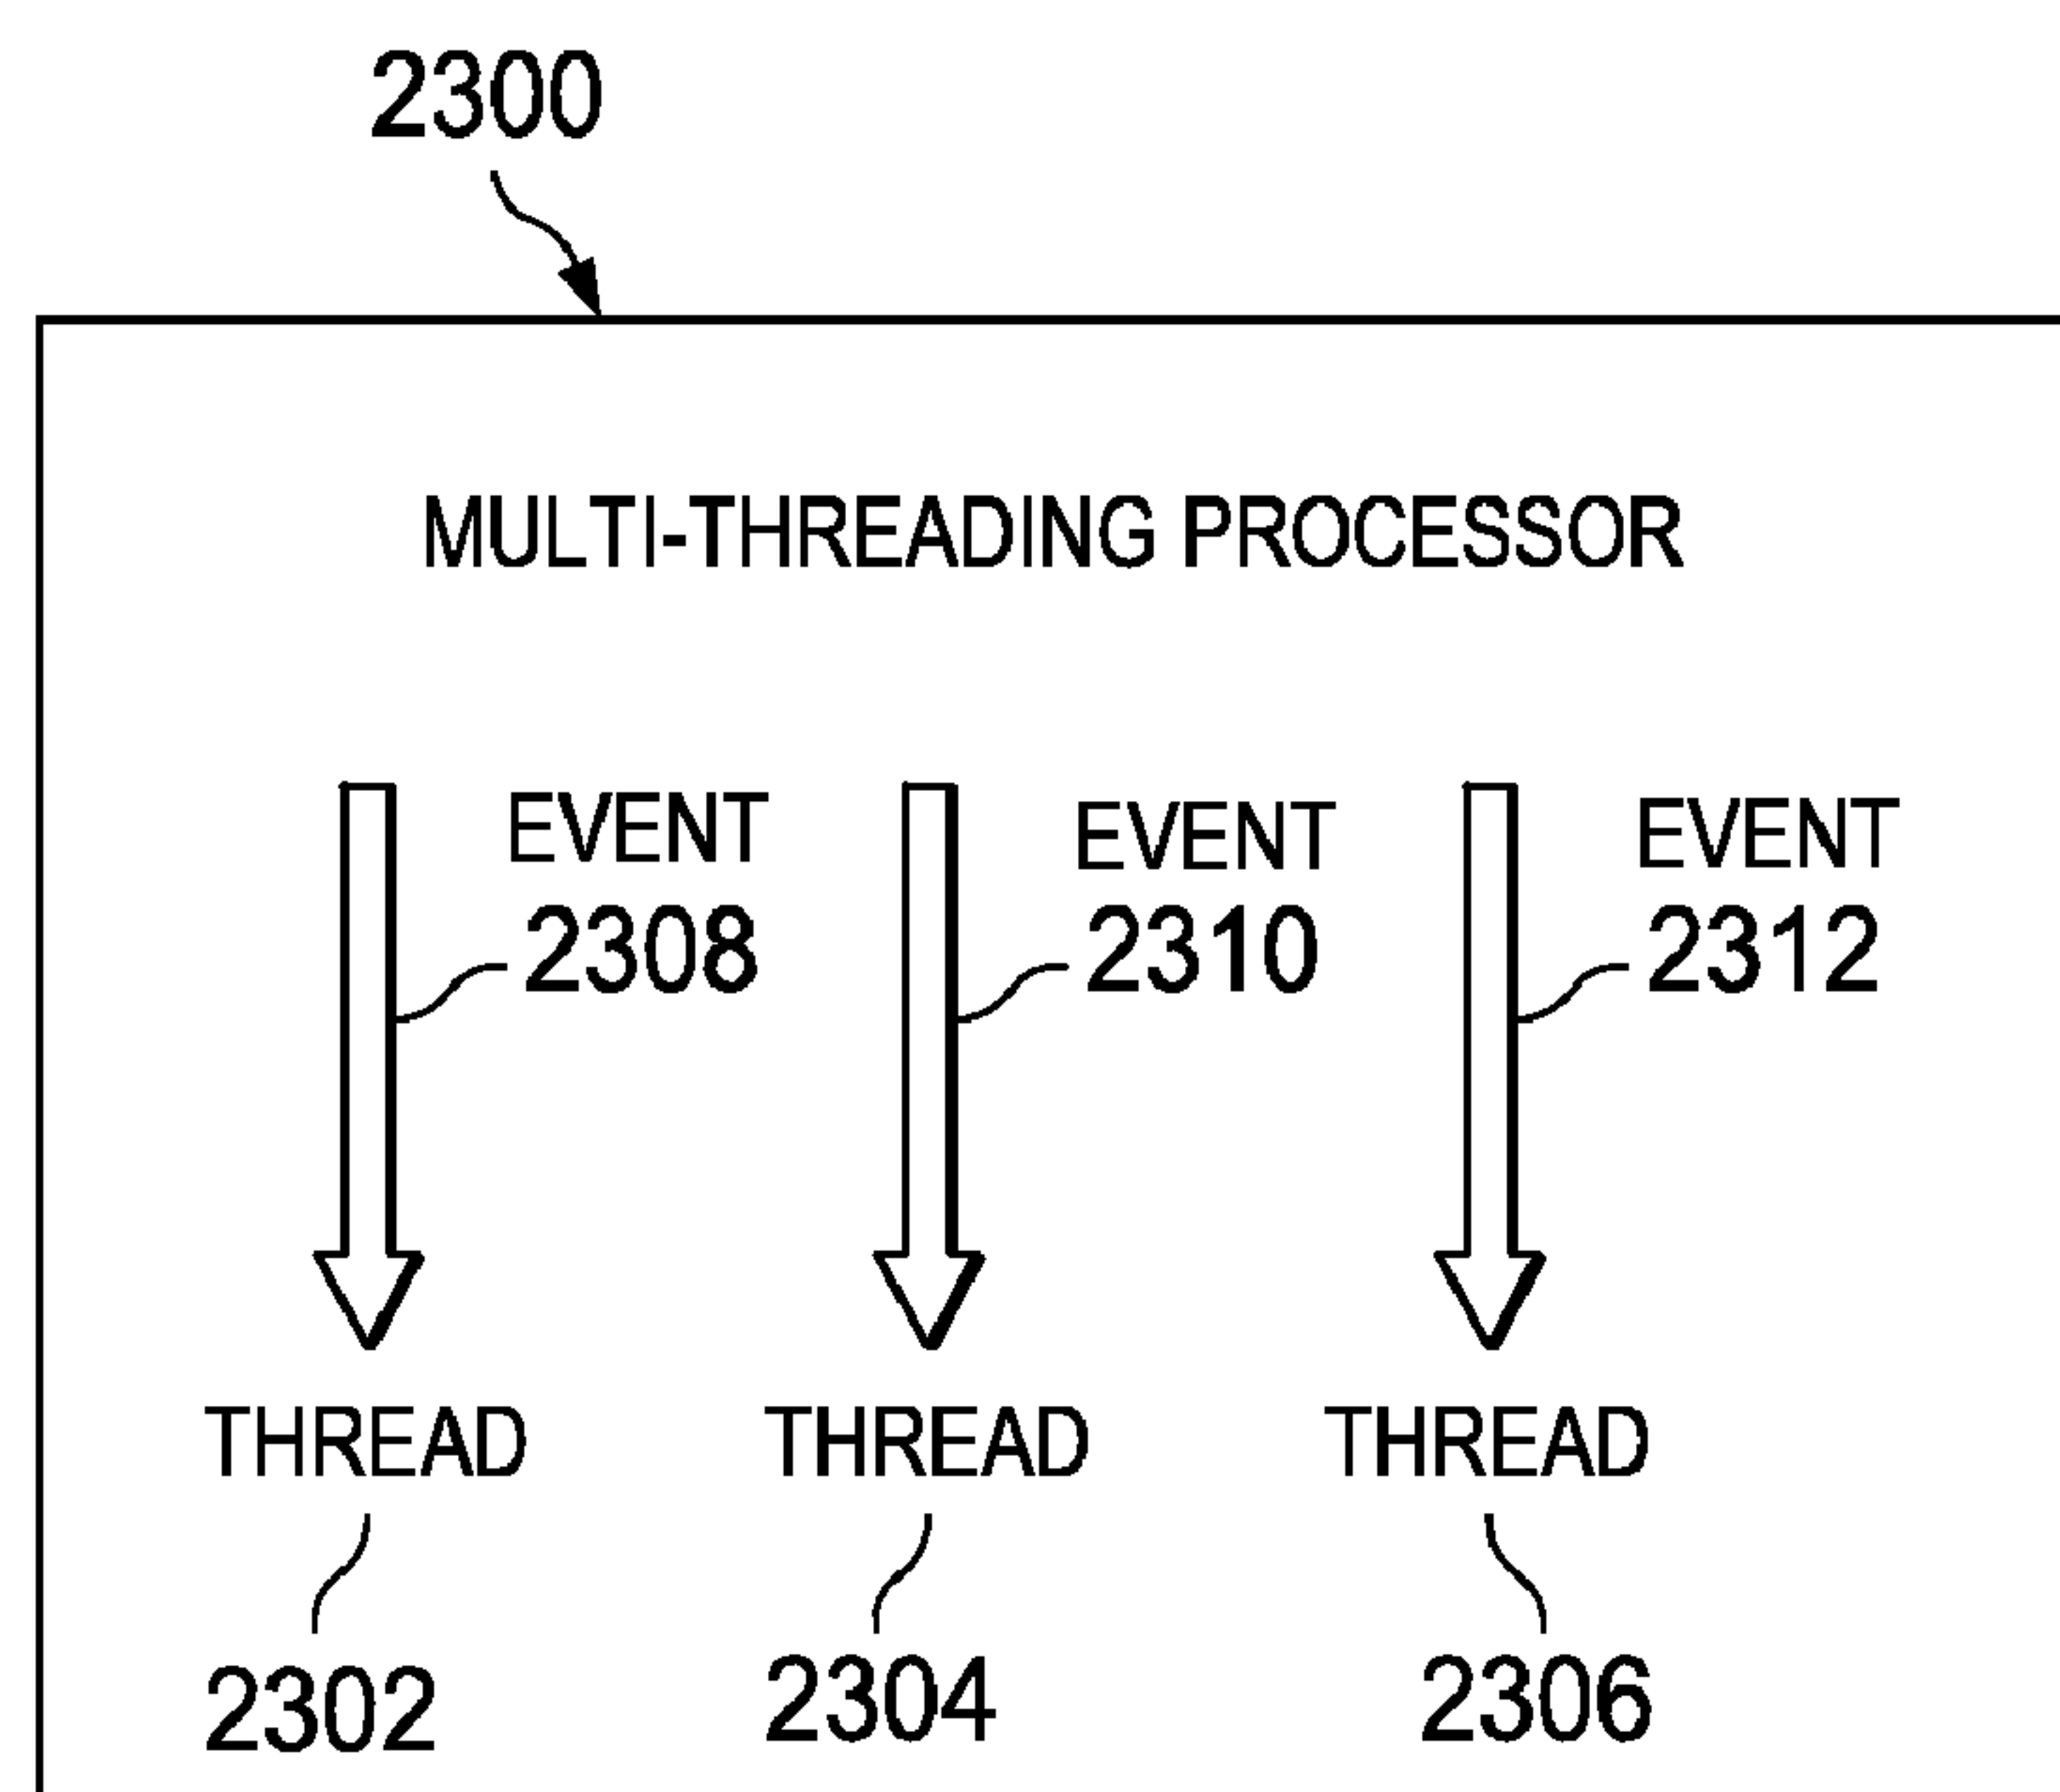 2300
MULTI-THREADING PROCESSOR
EVENT EVENT EVENT
2308 2310 2312
THREAD THREAD THREAD
2302 2304 2306